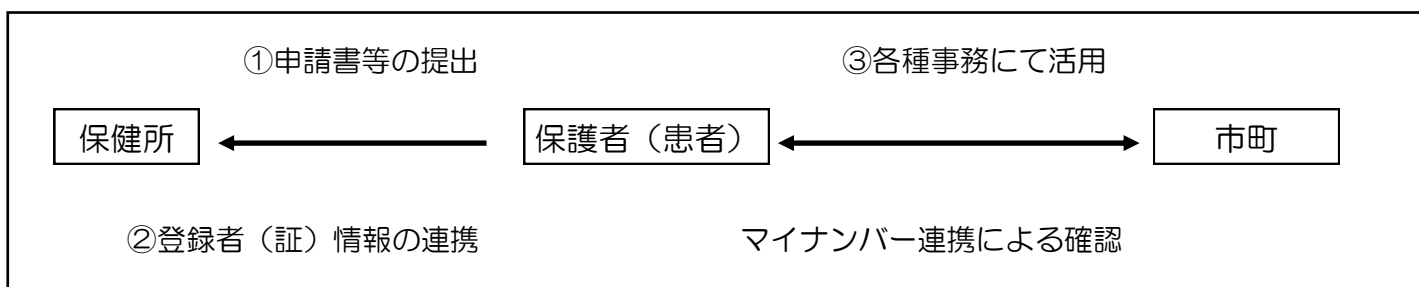 ①申請書等の提出
③各種事務にて活用
保健所
保護者（患者）
市町
②登録者（証）情報の連携
マイナンバー連携による確認